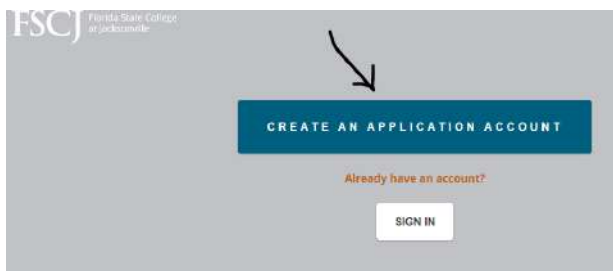 FSCJ
Florida State College
at Jacksonville
CREATE AN APPLICATION ACCOUNT
Already have an account?
SIGN IN